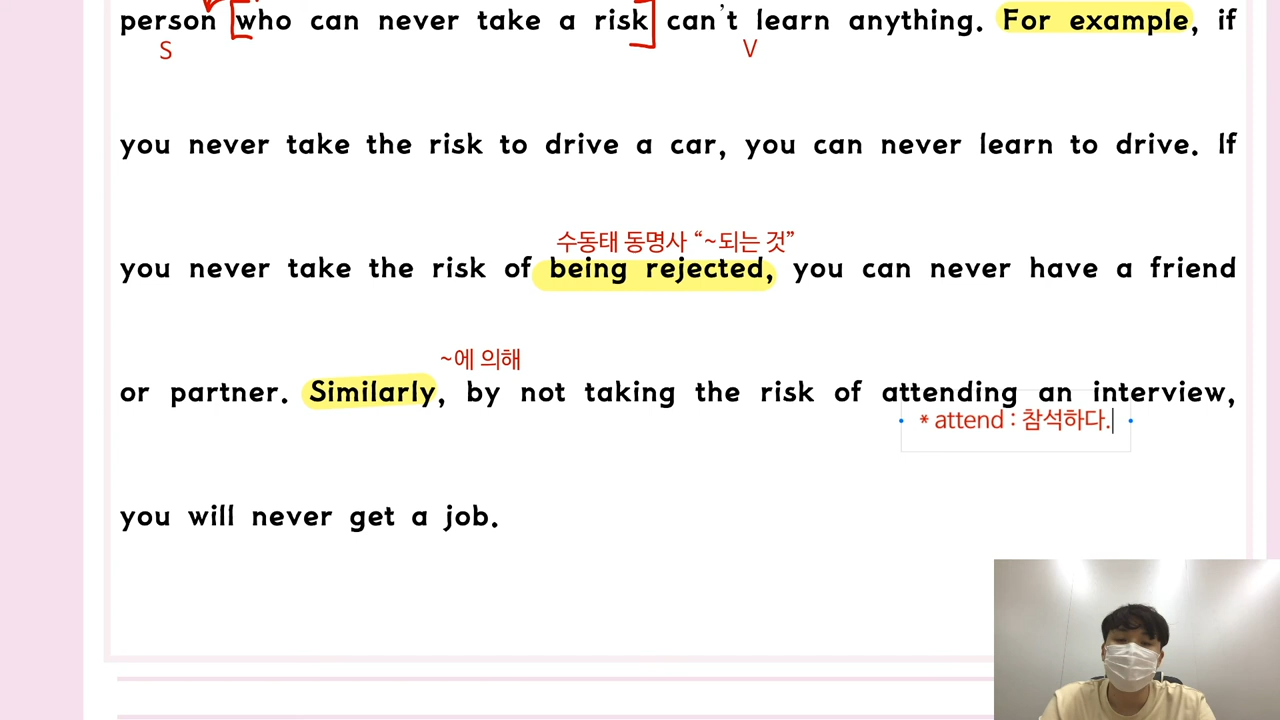 person [who can never take a risk] can't learn anything. For example, if
S
V
you never take the risk to drive a car, you can never learn to drive. If
수동태 동명사 “~되는 것”
you never take the risk of being rejected, you can never have a friend
~에 의해
or partner. Similarly, by not taking the risk of attending an interview,
* attend : 참석하다.
you will never get a job.